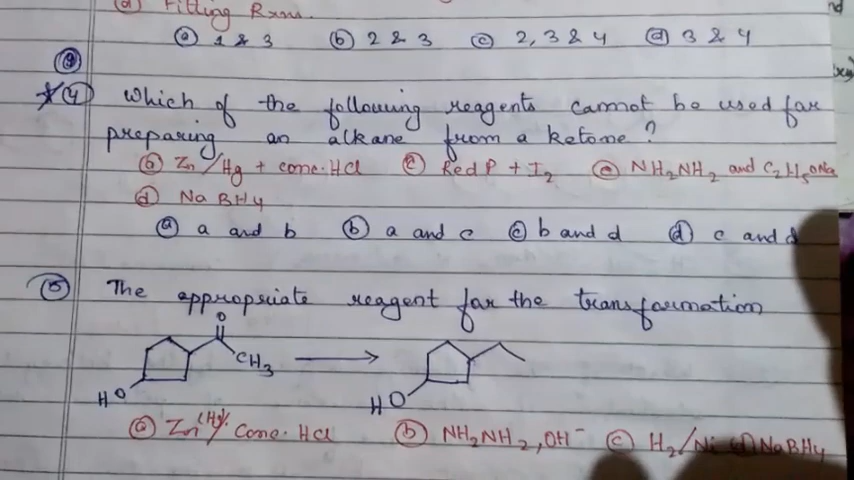 ⓓ Fitting Rxn.
ⓐ 1 & 3 ⓑ 2 & 3 ⓒ 2, 3 & 4 ⓓ 3 & 4
④ Which of the following reagents cannot be used for
preparing an alkane from a ketone?
Zn/Hg + conc. HCl Red P + I₂ NH₂NH₂ and C₂H₅ONa
ⓓ NaBH4
ⓐ a and b ⓑ a and c ⓒ b and d ⓓ c and d
⑤ The appropriate reagent for the transformation
O
CH₃
HO
HO
ⓐ Zn(Hg)/Conc. HCl ⓑ NH₂NH₂, OH⁻ ⓒ H₂/Ni ⓓ NaBH4